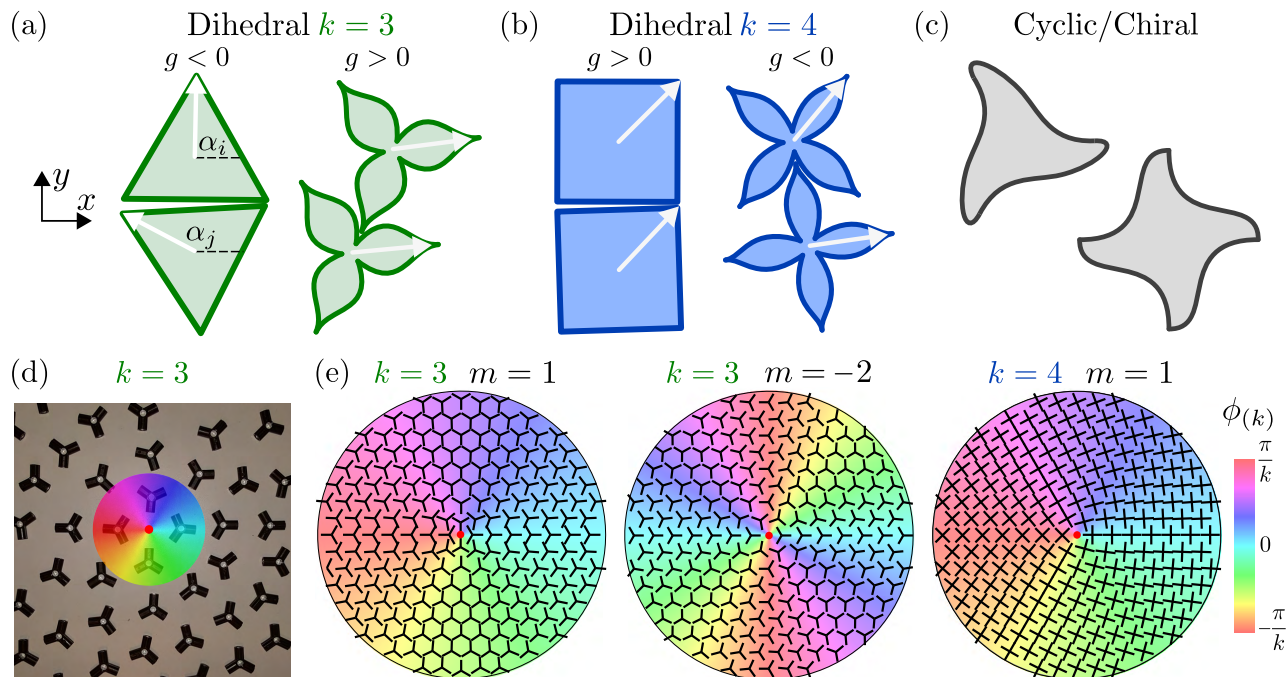 (a) Dihedral k = 3
g < 0 g > 0
α_i
α_j
y
x
(b) Dihedral k = 4
g > 0 g < 0
(c) Cyclic/Chiral
(d) k = 3
(e) k = 3 m = 1
k = 3 m = −2
k = 4 m = 1
ϕ_(k)
π/k
0
−π/k